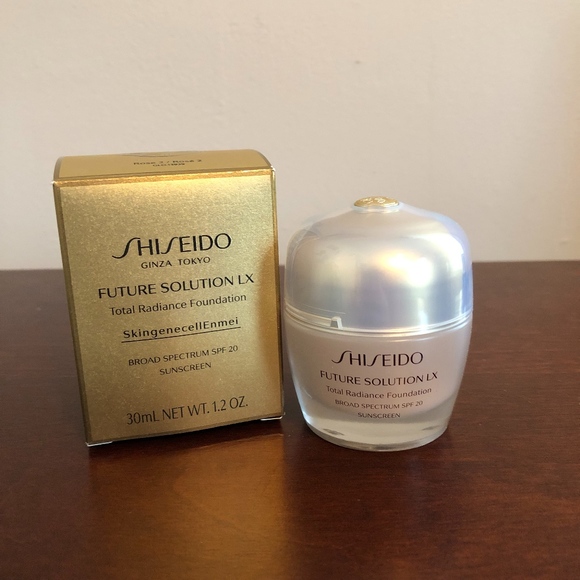 SHISEIDO
GINZA TOKYO
FUTURE SOLUTION LX
Total Radiance Foundation
SkingenecellEnmei
BROAD SPECTRUM SPF 20
SUNSCREEN
30mL NET WT. 1.2 OZ.
SHISEIDO
FUTURE SOLUTION LX
Total Radiance Foundation
BROAD SPECTRUM SPF 20
SUNSCREEN